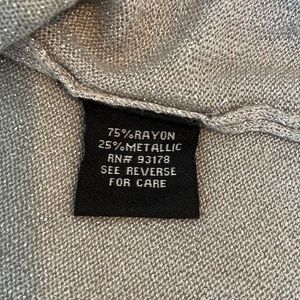 75%RAYON
25%METALLIC
RN# 93178
SEE REVERSE
FOR CARE